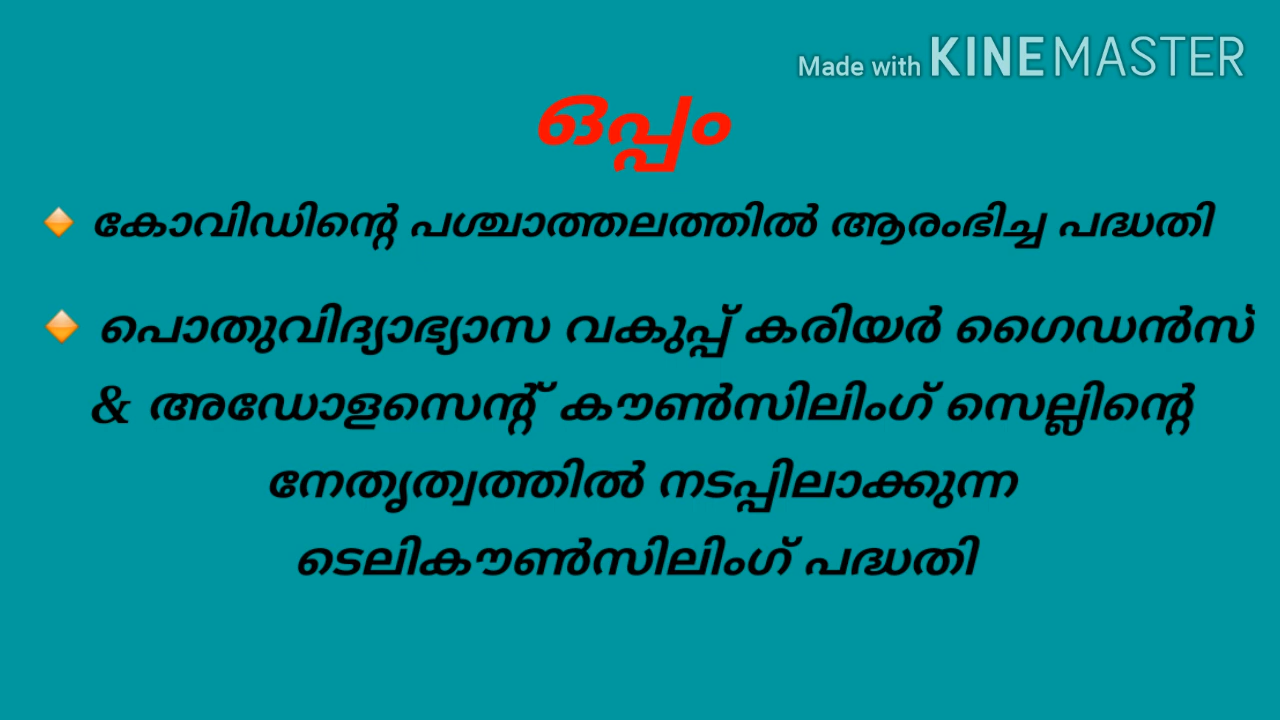 Made with KINEMASTER
ഒപ്പം
🔸 കോവിഡിന്റെ പശ്ചാത്തലത്തിൽ ആരംഭിച്ച പദ്ധതി
🔸 പൊതുവിദ്യാഭ്യാസ വകുപ്പ് കരിയർ ഗൈഡൻസ്
& അഡോളസെന്റ് കൗൺസിലിംഗ് സെല്ലിന്റെ
നേതൃത്വത്തിൽ നടപ്പിലാക്കുന്ന
ടെലികൗൺസിലിംഗ് പദ്ധതി